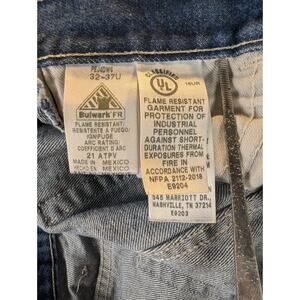 32-37U
Bulwark FR
FLAME RESISTANT/
RESISTENTE A FUEGO/
IGNIFUGE
ARC RATING/
COEFFICIENT D'ARC
21 ATPV
MADE IN MEXICO
HECHO EN MEXICO
CLASSIFIED
UL
FLAME RESISTANT
GARMENT FOR
PROTECTION OF
INDUSTRIAL
PERSONNEL
AGAINST SHORT-
DURATION THERMAL
EXPOSURES FROM
FIRE IN
ACCORDANCE WITH
NFPA 2112-2018
E9204
545 MARRIOTT DR.,
NASHVILLE, TN 37214
E9203